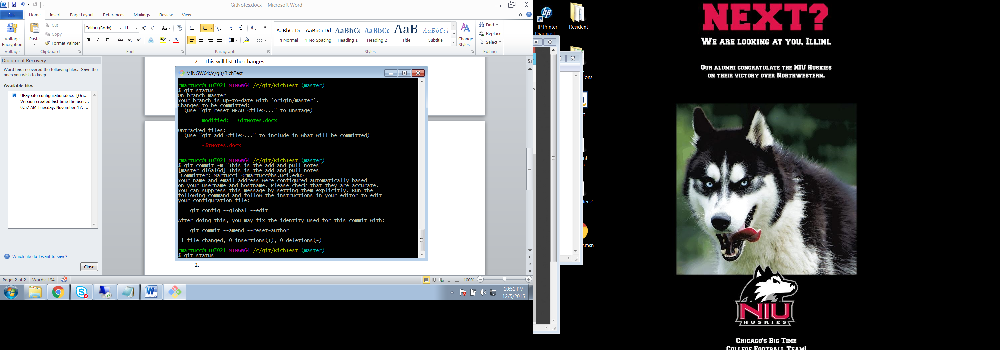 GitNotes.docx - Microsoft Word
File Home Insert Page Layout References Mailings Review View
Voltage Encryption
Voltage
Paste
Cut
Copy
Format Painter
Clipboard
Calibri (Body) 11
Font
Paragraph
AaBbCcDd AaBbCcDd AaBbCc AaBbCc AaB AaBbCcI
¶ Normal ¶ No Spacing Heading 1 Heading 2 Title Subtitle
Change Styles
Styles
Find
Replace
Select
Editing
Document Recovery
Word has recovered the following files. Save the
ones you wish to keep.
Available files
UPay site configuration.docx [Ori...
Version created last time the user...
9:57 AM Tuesday, November 17, ...
Which file do I want to save?
Close
2. This will list the changes
MINGW64:/c/git/RichTest
rmartucc@LTD7021 MINGW64 /c/git/RichTest (master)
$ git status
On branch master
Your branch is up-to-date with 'origin/master'.
Changes to be committed:
(use "git reset HEAD <file>..." to unstage)
modified: GitNotes.docx
Untracked files:
(use "git add <file>..." to include in what will be committed)
~$tNotes.docx
rmartucc@LTD7021 MINGW64 /c/git/RichTest (master)
$ git commit -m "This is the add and pull notes"
[master d16a16d] This is the add and pull notes
Committer: Martucci <rmartucc@hs.uci.edu>
Your name and email address were configured automatically based
on your username and hostname. Please check that they are accurate.
You can suppress this message by setting them explicitly. Run the
following command and follow the instructions in your editor to edit
your configuration file:
git config --global --edit
After doing this, you may fix the identity used for this commit with:
git commit --amend --reset-author
1 file changed, 0 insertions(+), 0 deletions(-)
rmartucc@LTD7021 MINGW64 /c/git/RichTest (master)
$ git status
2.
Page: 2 of 2 Words: 194
100%
10:51 PM
12/5/2015
HP Printer
Diagnost
Resident
ions
st
nt
der 2
.msn
NEXT?
WE ARE LOOKING AT YOU, ILLINI.
OUR ALUMNI CONGRATULATE THE NIU HUSKIES
ON THEIR VICTORY OVER NORTHWESTERN.
NIU
HUSKIES
CHICAGO'S BIG TIME
COLLEGE FOOTBALL TEAM!